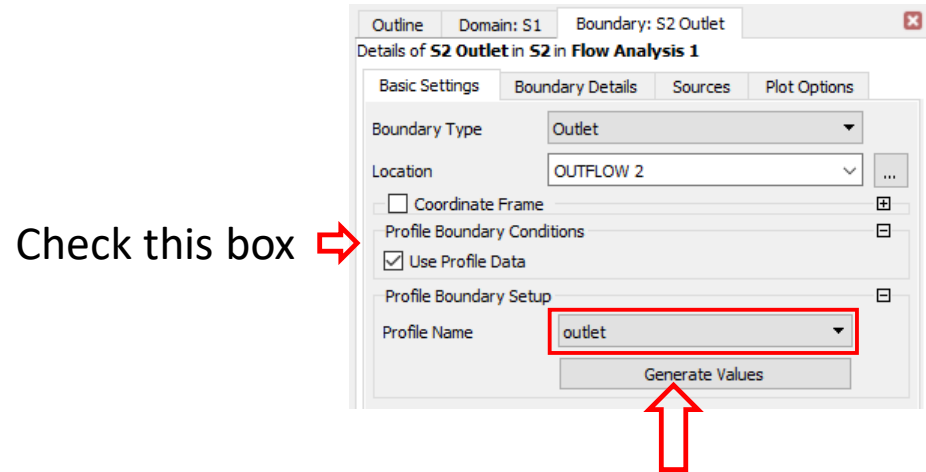 Outline Domain: S1 Boundary: S2 Outlet
Details of S2 Outlet in S2 in Flow Analysis 1
Basic Settings Boundary Details Sources Plot Options
Boundary Type Outlet
Location OUTFLOW 2 ...
Coordinate Frame
Check this box
Profile Boundary Conditions
Use Profile Data
Profile Boundary Setup
Profile Name outlet
Generate Values